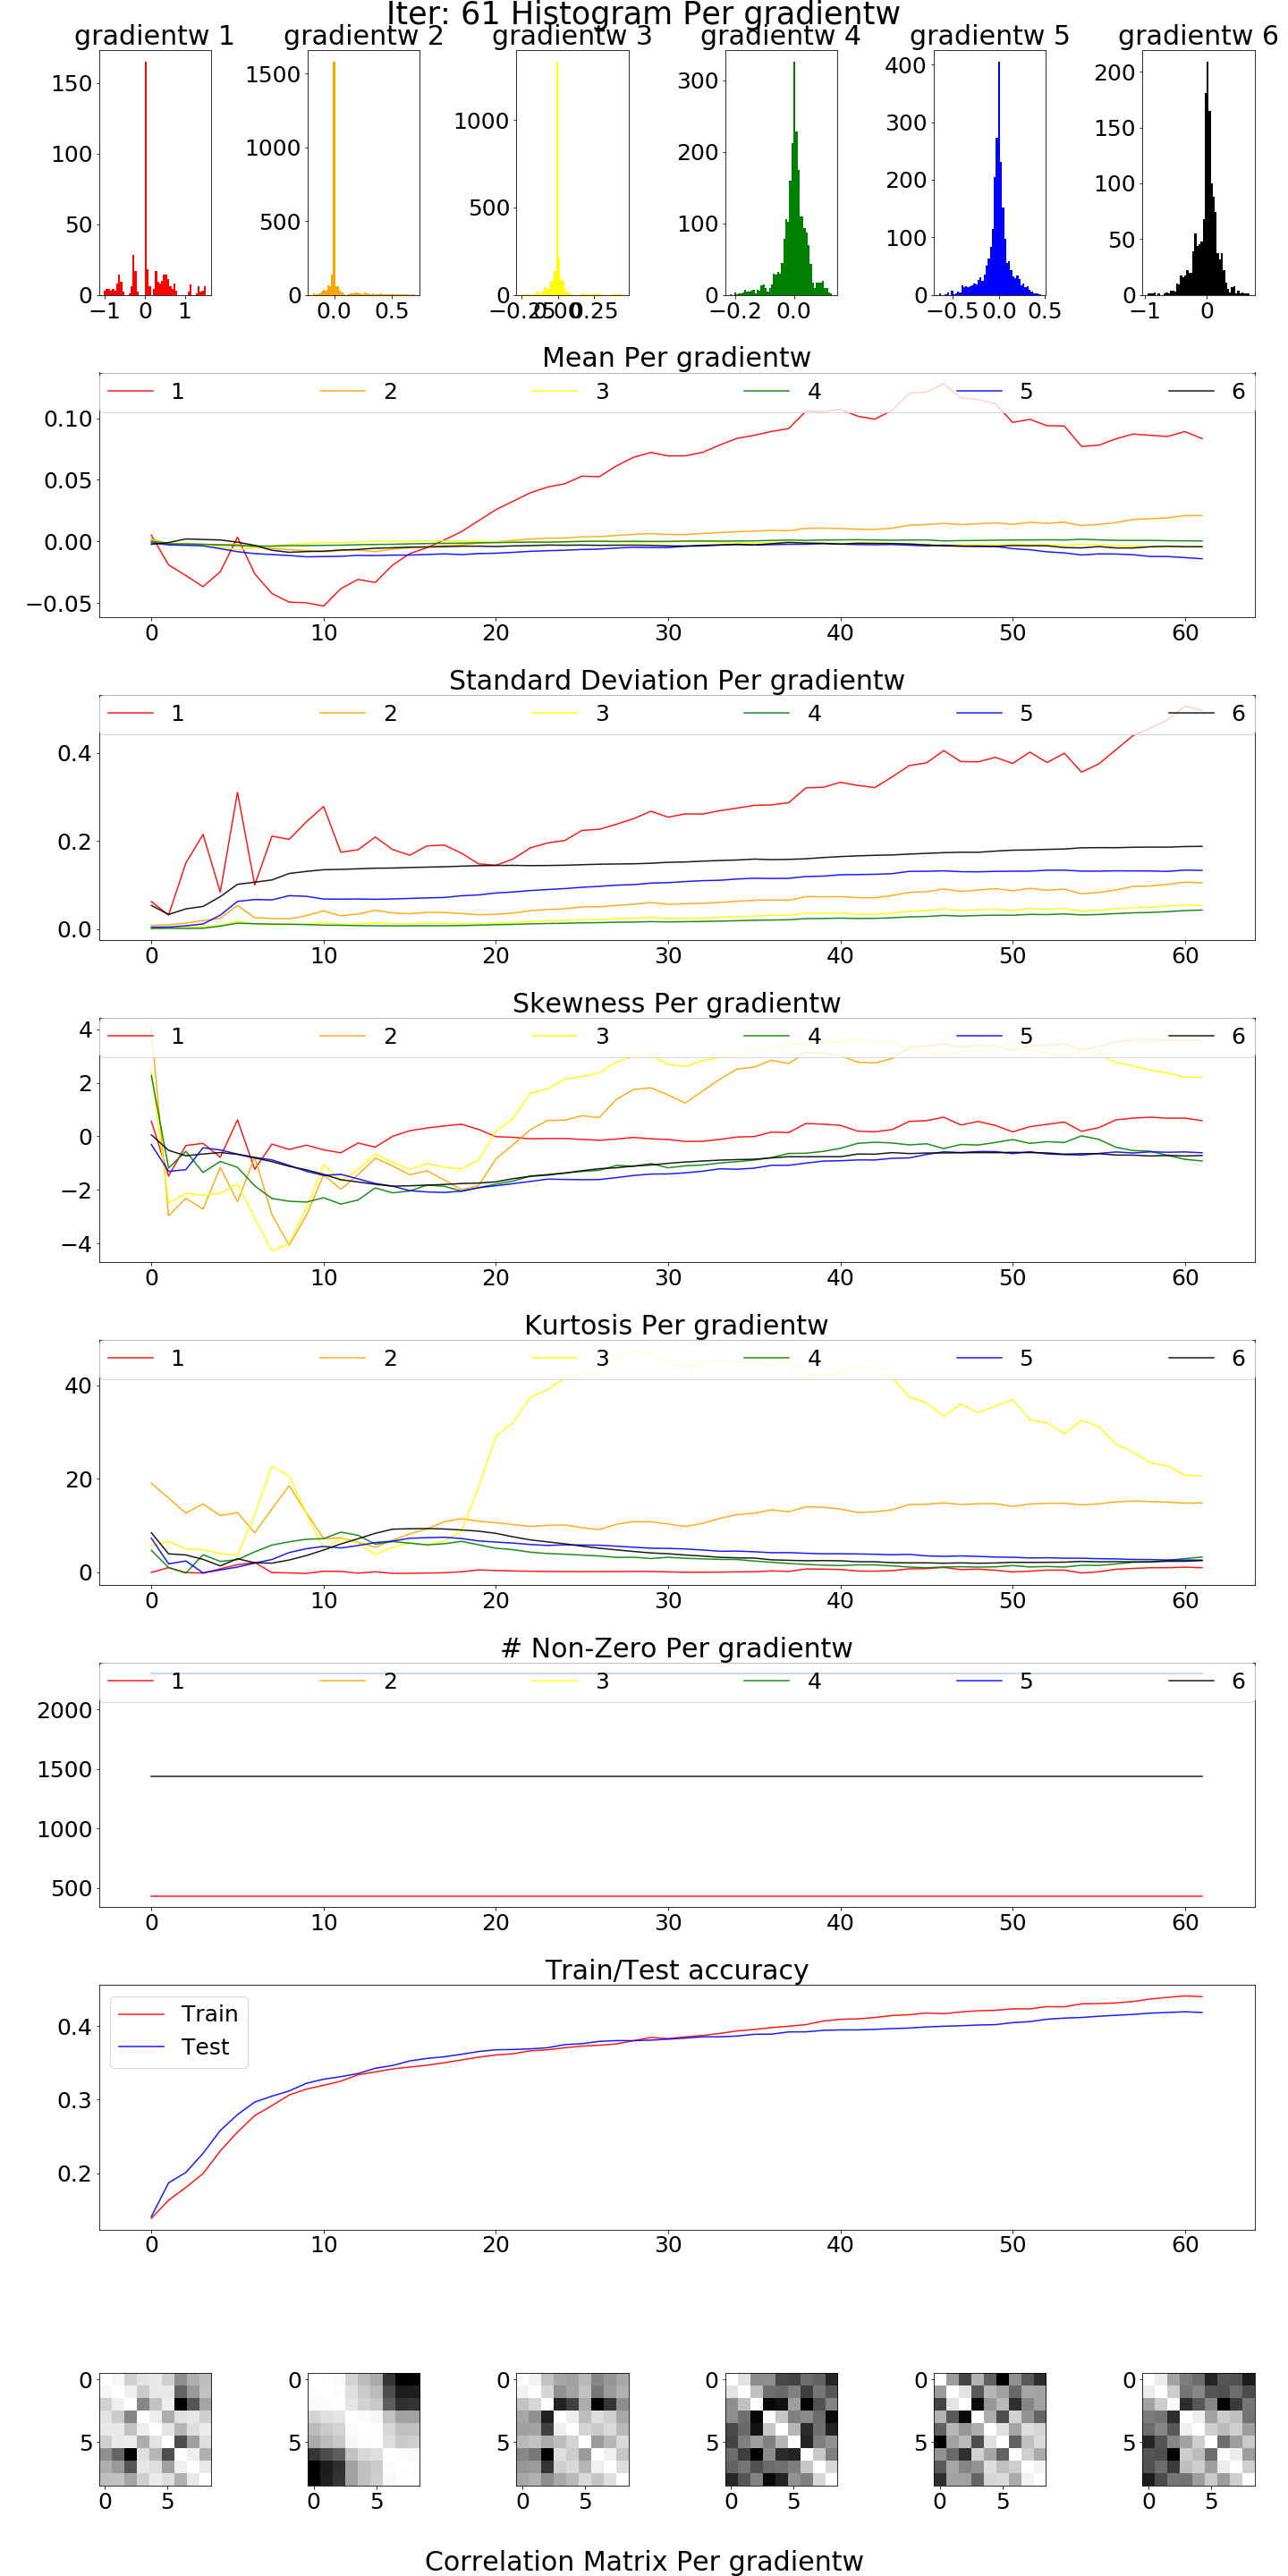 Iter: 61 Histogram Per gradientw
gradientw 1 gradientw 2 gradientw 3 gradientw 4 gradientw 5 gradientw 6
150 100 50 0
−1 0 1
1500 1000 500 0
0.0 0.5
1000 500 0
−0.25 0.00 0.25
300 200 100 0
−0.2 0.0
400 300 200 100 0
−0.5 0.0 0.5
200 150 100 50 0
−1 0
Mean Per gradientw
1 2 3 4 5 6
0.10
0.05
0.00
−0.05
0 10 20 30 40 50 60
Standard Deviation Per gradientw
1 2 3 4 5 6
0.4
0.2
0.0
0 10 20 30 40 50 60
Skewness Per gradientw
1 2 3 4 5 6
4
2
0
−2
−4
0 10 20 30 40 50 60
Kurtosis Per gradientw
1 2 3 4 5 6
40
20
0
0 10 20 30 40 50 60
# Non-Zero Per gradientw
1 2 3 4 5 6
2000
1500
1000
500
0 10 20 30 40 50 60
Train/Test accuracy
Train
Test
0.4
0.3
0.2
0 10 20 30 40 50 60
0 0 0 0 0 0
5 5 5 5 5 5
0 5 0 5 0 5 0 5 0 5 0 5
Correlation Matrix Per gradientw